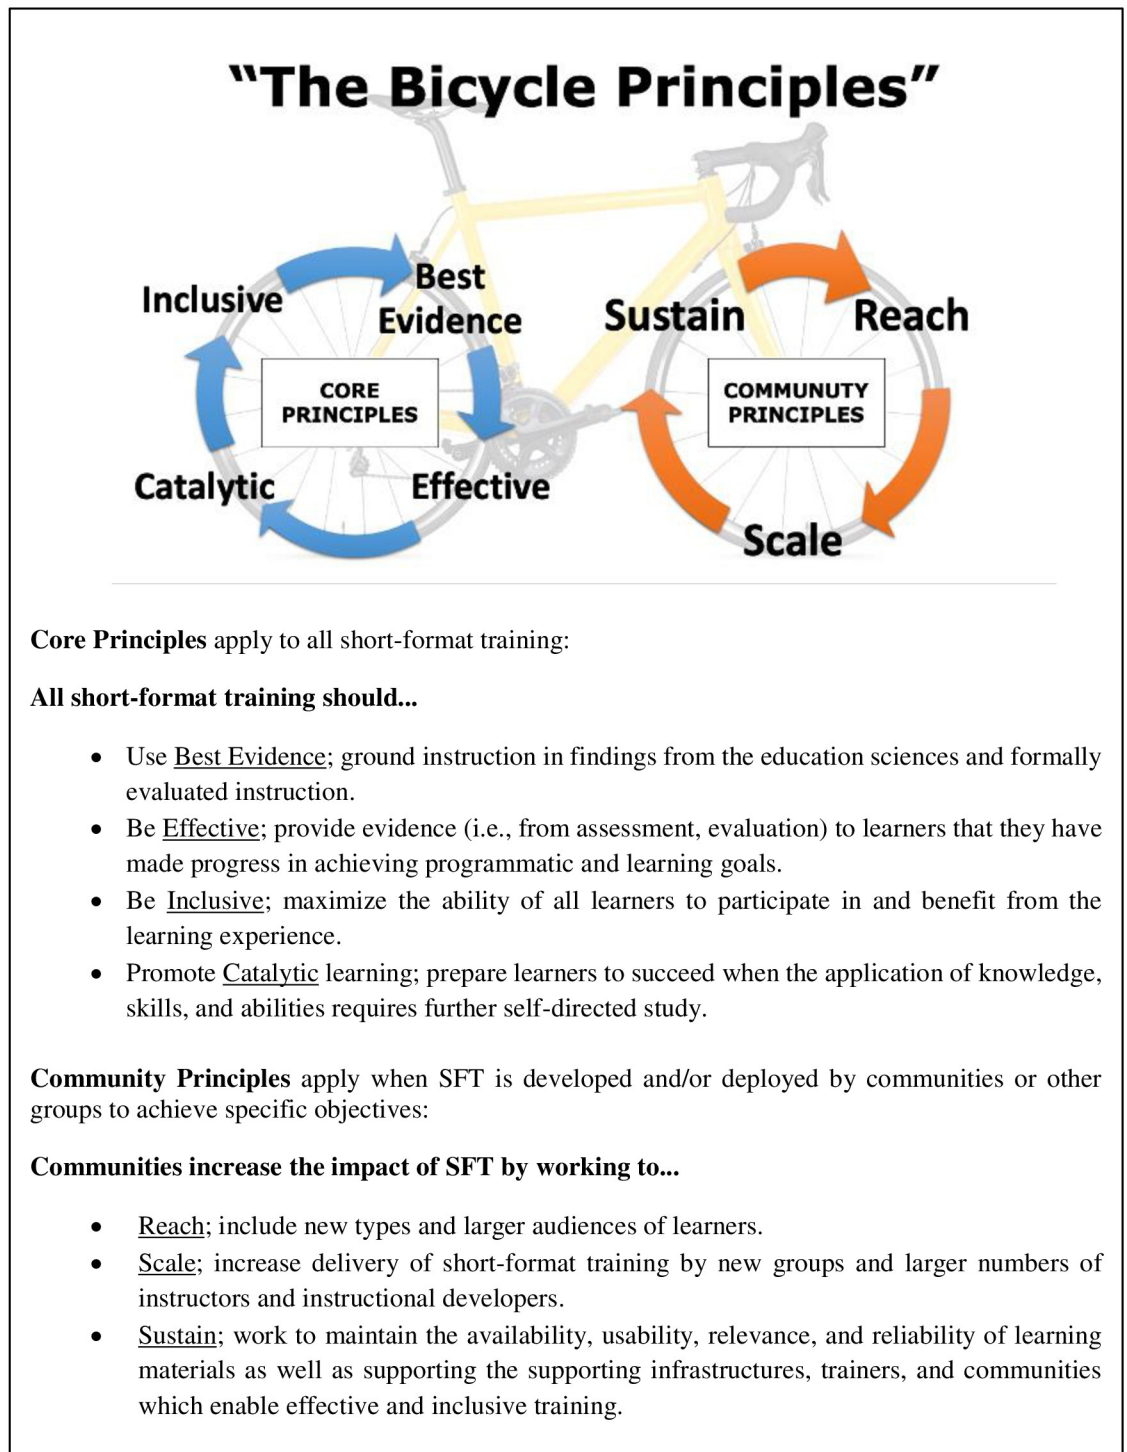 “The Bicycle Principles”
Inclusive
Best
Evidence
CORE
PRINCIPLES
Catalytic
Effective
Sustain
Reach
COMMUNUTY
PRINCIPLES
Scale
Core Principles apply to all short-format training:
All short-format training should...
• Use Best Evidence; ground instruction in findings from the education sciences and formally
evaluated instruction.
• Be Effective; provide evidence (i.e., from assessment, evaluation) to learners that they have
made progress in achieving programmatic and learning goals.
• Be Inclusive; maximize the ability of all learners to participate in and benefit from the
learning experience.
• Promote Catalytic learning; prepare learners to succeed when the application of knowledge,
skills, and abilities requires further self-directed study.
Community Principles apply when SFT is developed and/or deployed by communities or other
groups to achieve specific objectives:
Communities increase the impact of SFT by working to...
• Reach; include new types and larger audiences of learners.
• Scale; increase delivery of short-format training by new groups and larger numbers of
instructors and instructional developers.
• Sustain; work to maintain the availability, usability, relevance, and reliability of learning
materials as well as supporting the supporting infrastructures, trainers, and communities
which enable effective and inclusive training.